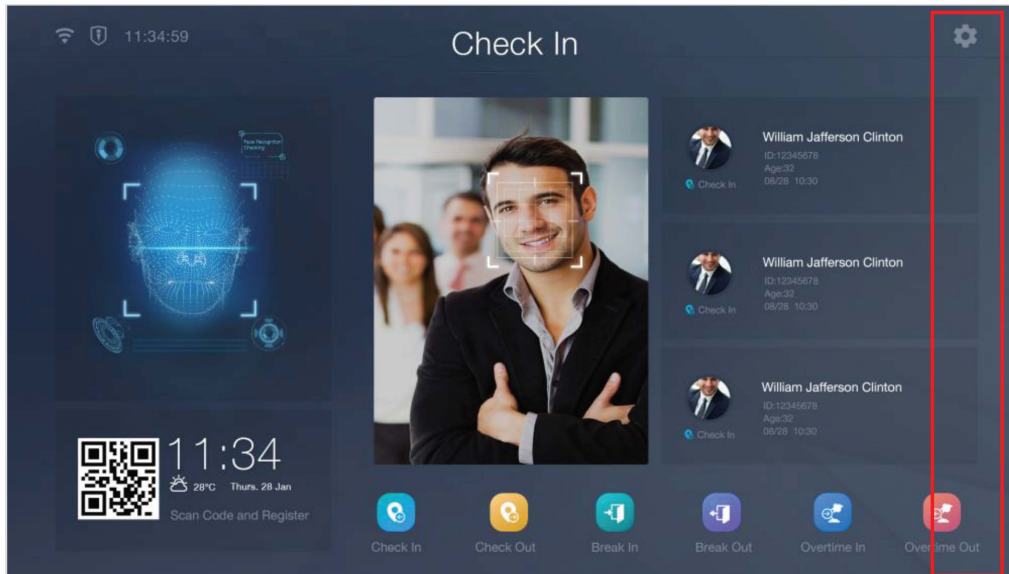 11:34:59
Check In
Face Recognition
Checking
William Jafferson Clinton
ID:12345678
Age:32
08/28 10:30
Check In
William Jafferson Clinton
ID:12345678
Age:32
08/28 10:30
Check In
William Jafferson Clinton
ID:12345678
Age:32
08/28 10:30
Check In
11:34
28°C Thurs. 28 Jan
Scan Code and Register
Check In
Check Out
Break In
Break Out
Overtime In
Overtime Out